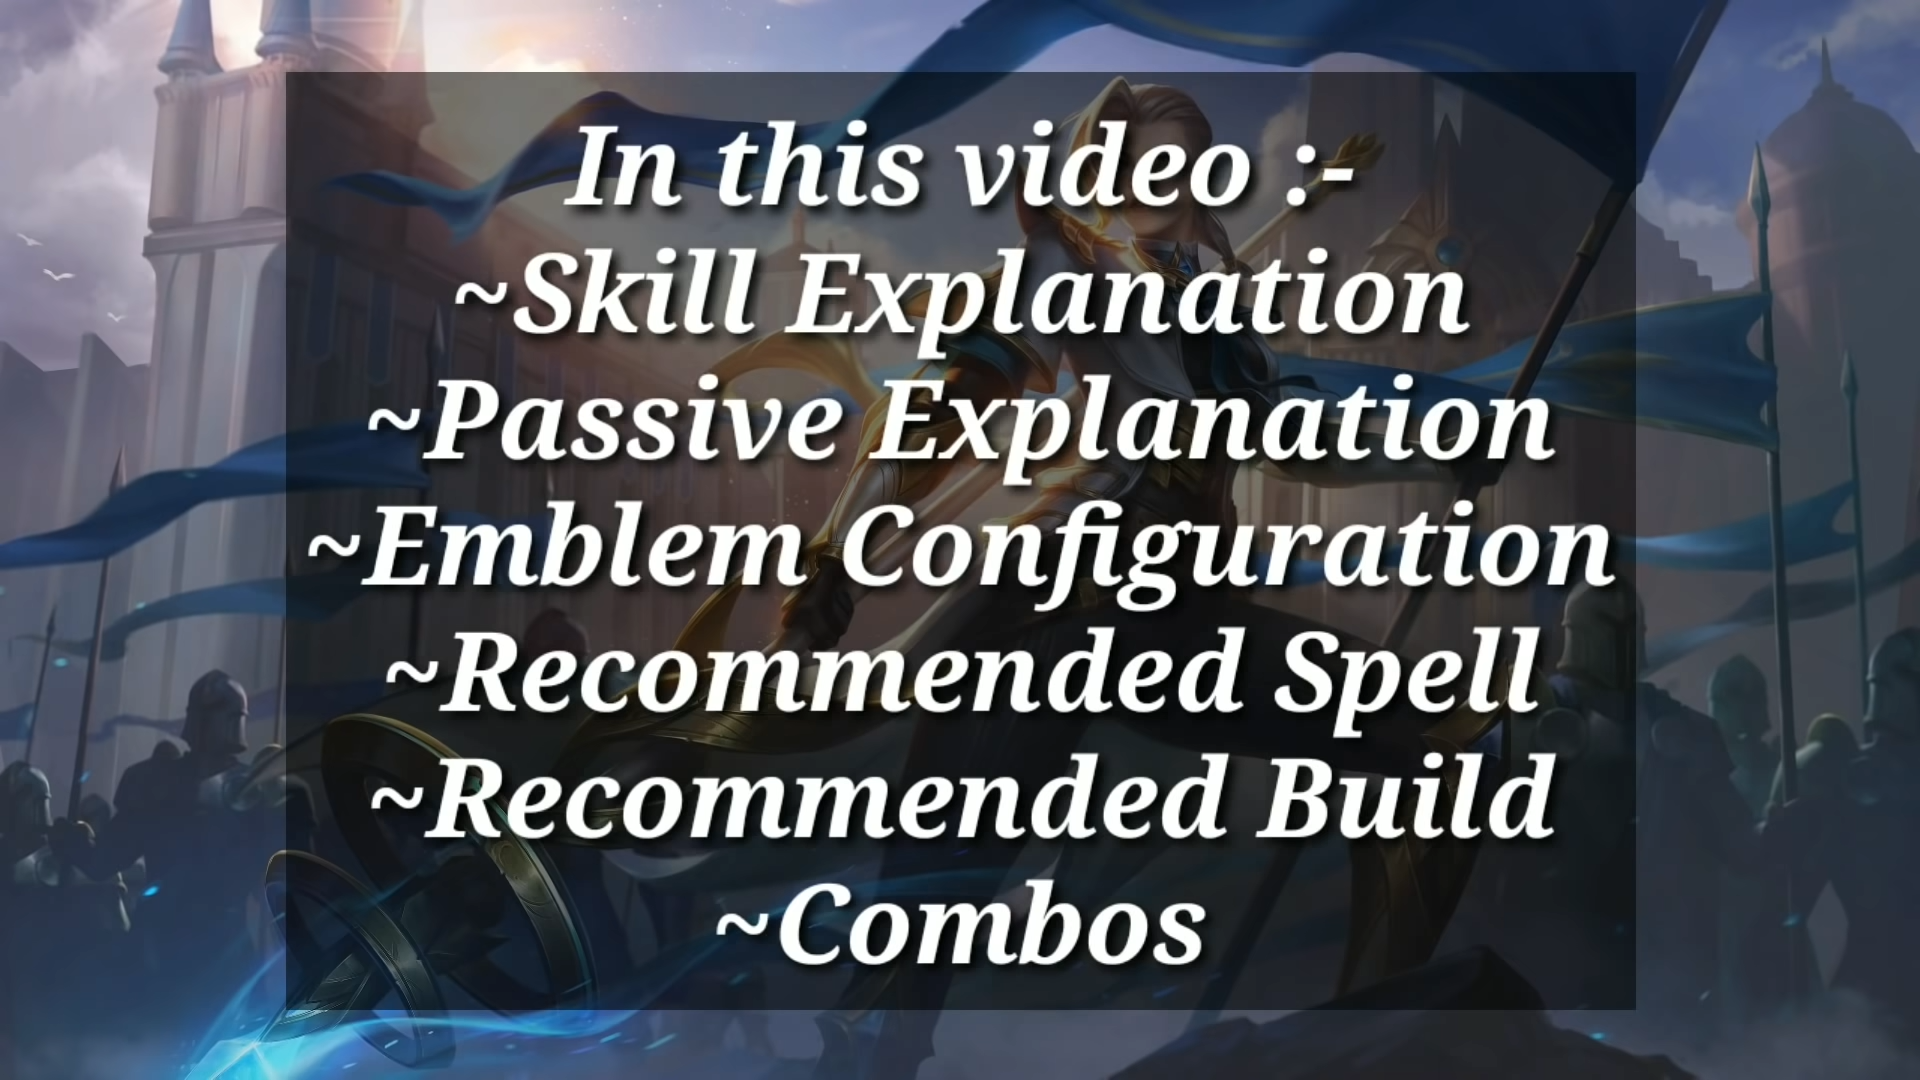 In this video :-
~Skill Explanation
~Passive Explanation
~Emblem Configuration
~Recommended Spell
~Recommended Build
~Combos